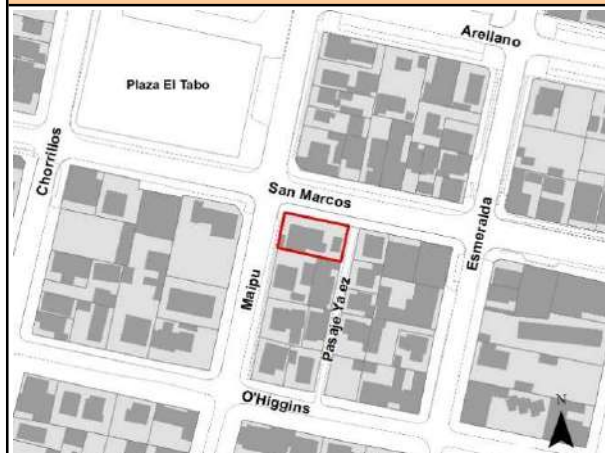 Arellano
Plaza El Tabo
Chorrillos
San Marcos
Esmeralda
Maipu
Pasaje Ya ez
O'Higgins
N